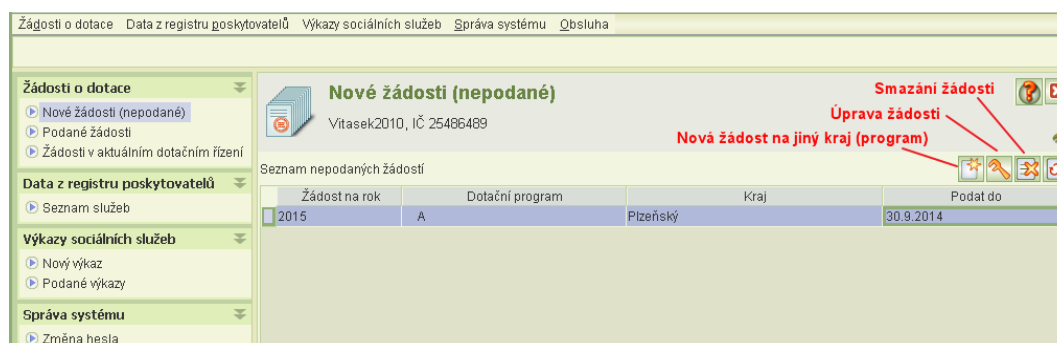 Žádosti o dotace Data z registru poskytovatelů Výkazy sociálních služeb Správa systému Obsluha
Žádosti o dotace
Nové žádosti (nepodané)
Podané žádosti
Žádosti v aktuálním dotačním řízení
Data z registru poskytovatelů
Seznam služeb
Výkazy sociálních služeb
Nový výkaz
Podané výkazy
Správa systému
Změna hesla
Nové žádosti (nepodané)
Vitasek2010, IČ 25486489
Smazání žádosti
Úprava žádosti
Nová žádost na jiný kraj (program)
Seznam nepodaných žádostí
Žádost na rok Dotační program Kraj Podat do
2015 A Plzeňský 30.9.2014